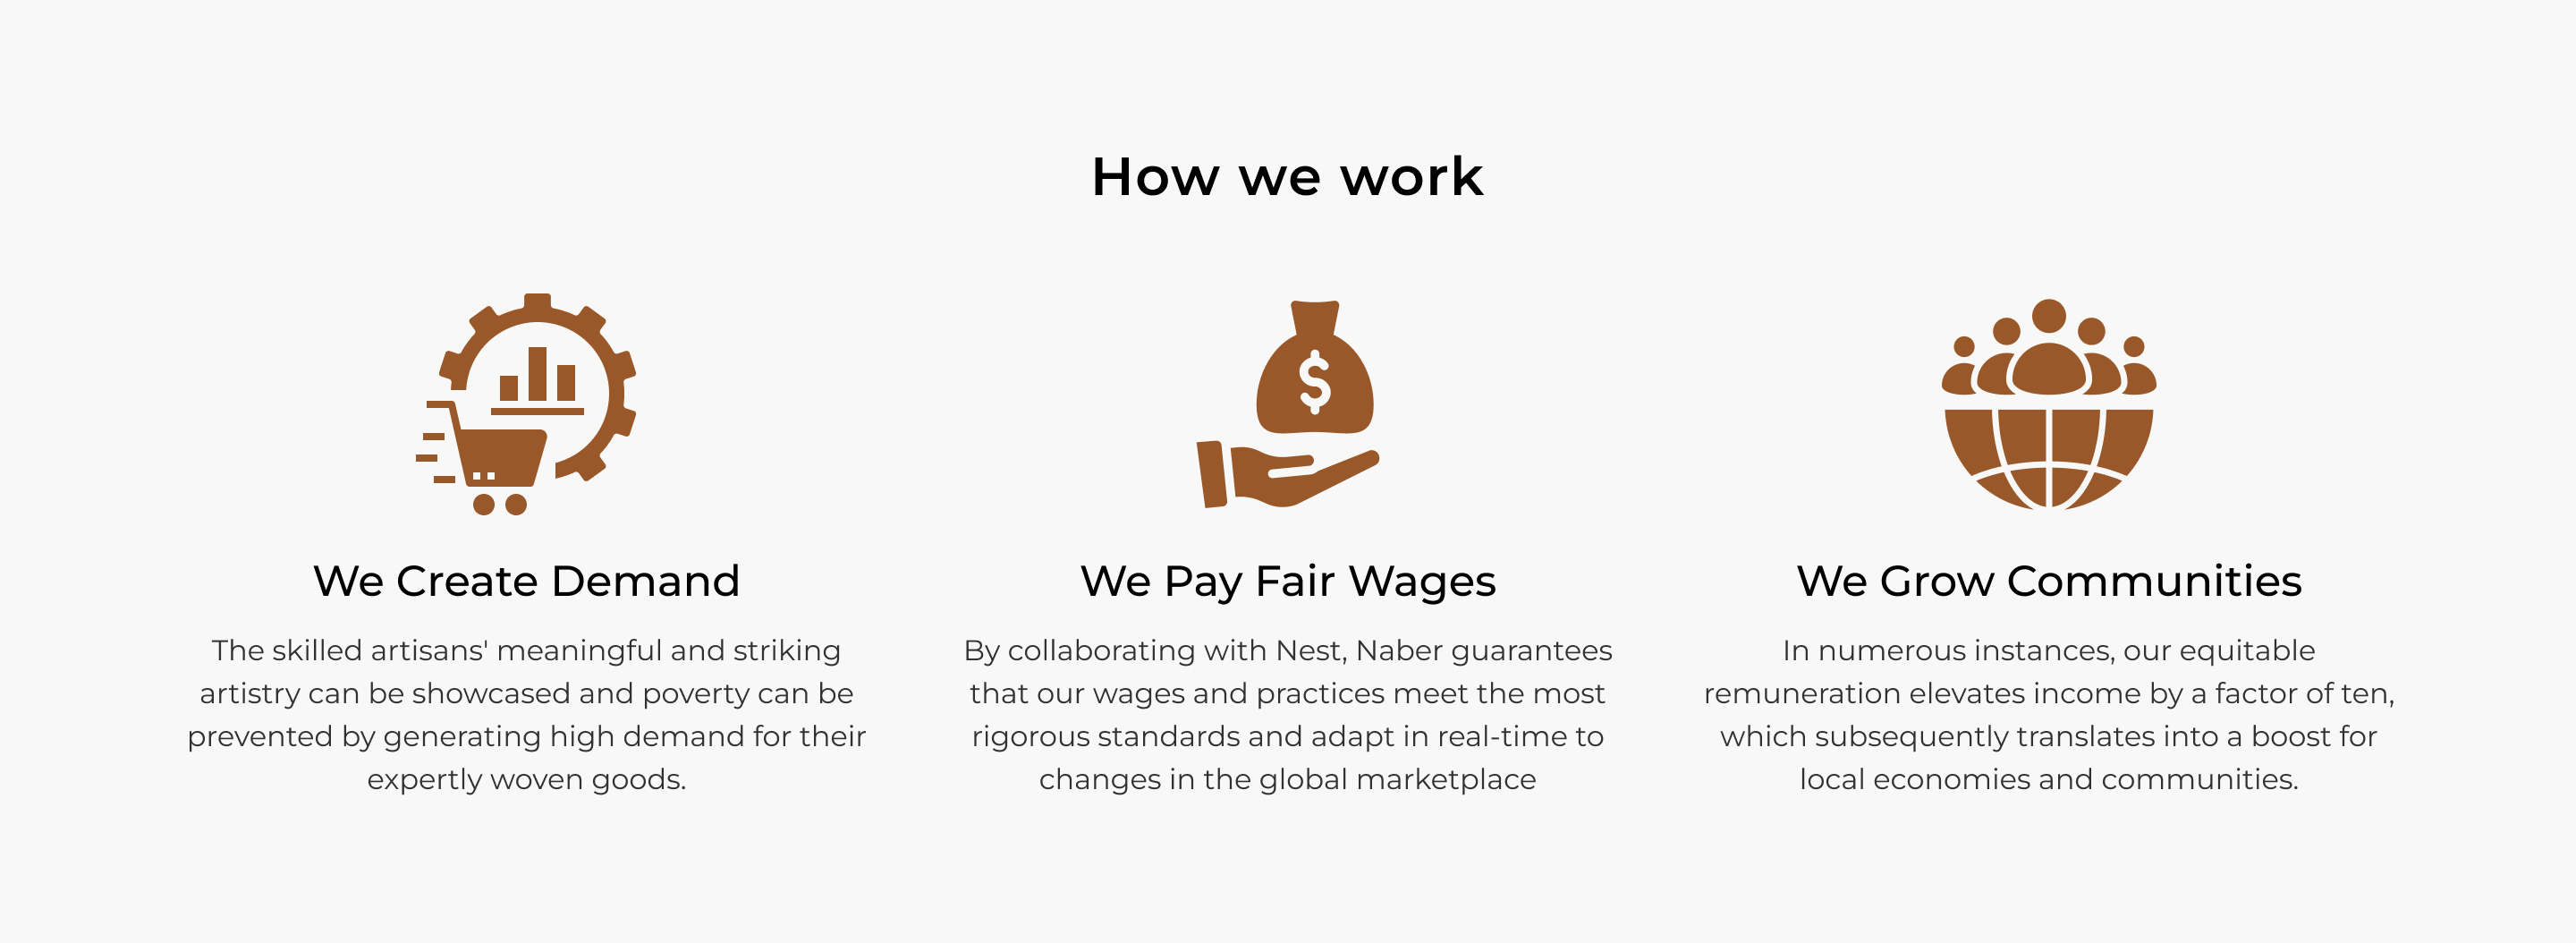 How we work
$
We Create Demand
The skilled artisans' meaningful and striking
artistry can be showcased and poverty can be
prevented by generating high demand for their
expertly woven goods.
We Pay Fair Wages
By collaborating with Nest, Naber guarantees
that our wages and practices meet the most
rigorous standards and adapt in real-time to
changes in the global marketplace
We Grow Communities
In numerous instances, our equitable
remuneration elevates income by a factor of ten,
which subsequently translates into a boost for
local economies and communities.